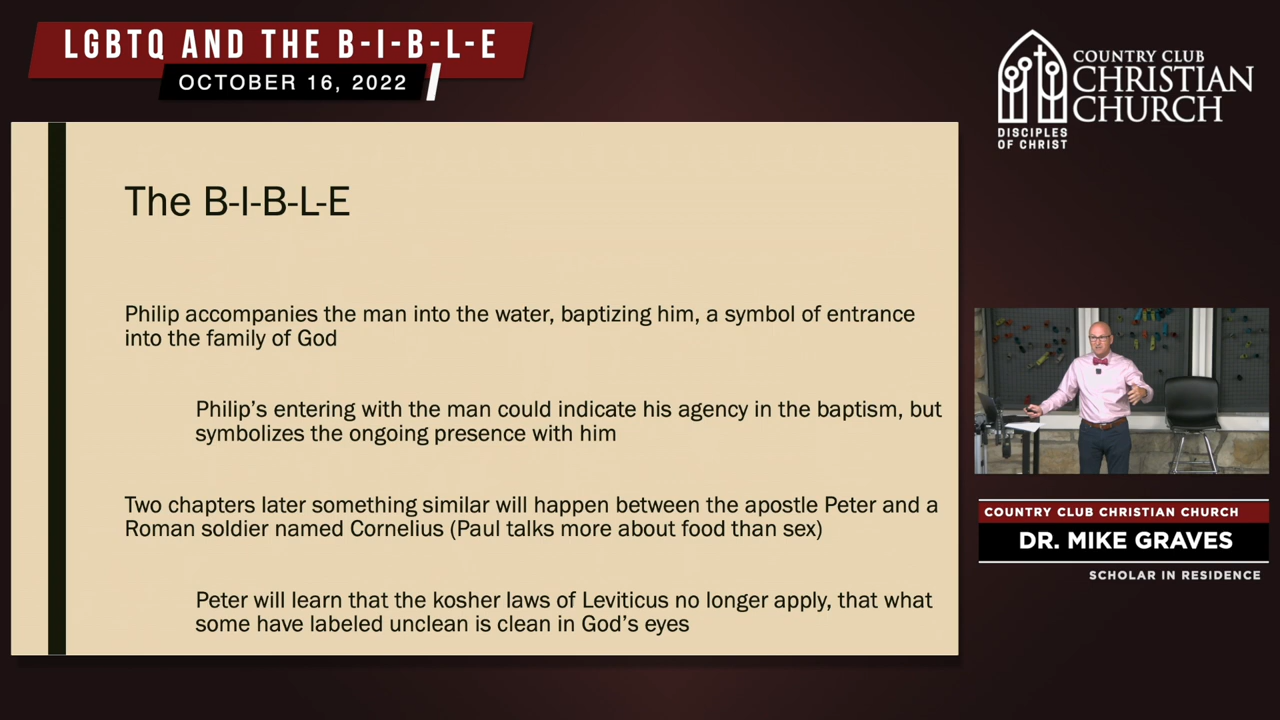 LGBTQ AND THE B-I-B-L-E
OCTOBER 16, 2022
COUNTRY CLUB
CHRISTIAN
CHURCH
DISCIPLES
OF CHRIST
The B-I-B-L-E
Philip accompanies the man into the water, baptizing him, a symbol of entrance
into the family of God
Philip’s entering with the man could indicate his agency in the baptism, but
symbolizes the ongoing presence with him
Two chapters later something similar will happen between the apostle Peter and a
Roman soldier named Cornelius (Paul talks more about food than sex)
Peter will learn that the kosher laws of Leviticus no longer apply, that what
some have labeled unclean is clean in God’s eyes
COUNTRY CLUB CHRISTIAN CHURCH
DR. MIKE GRAVES
SCHOLAR IN RESIDENCE